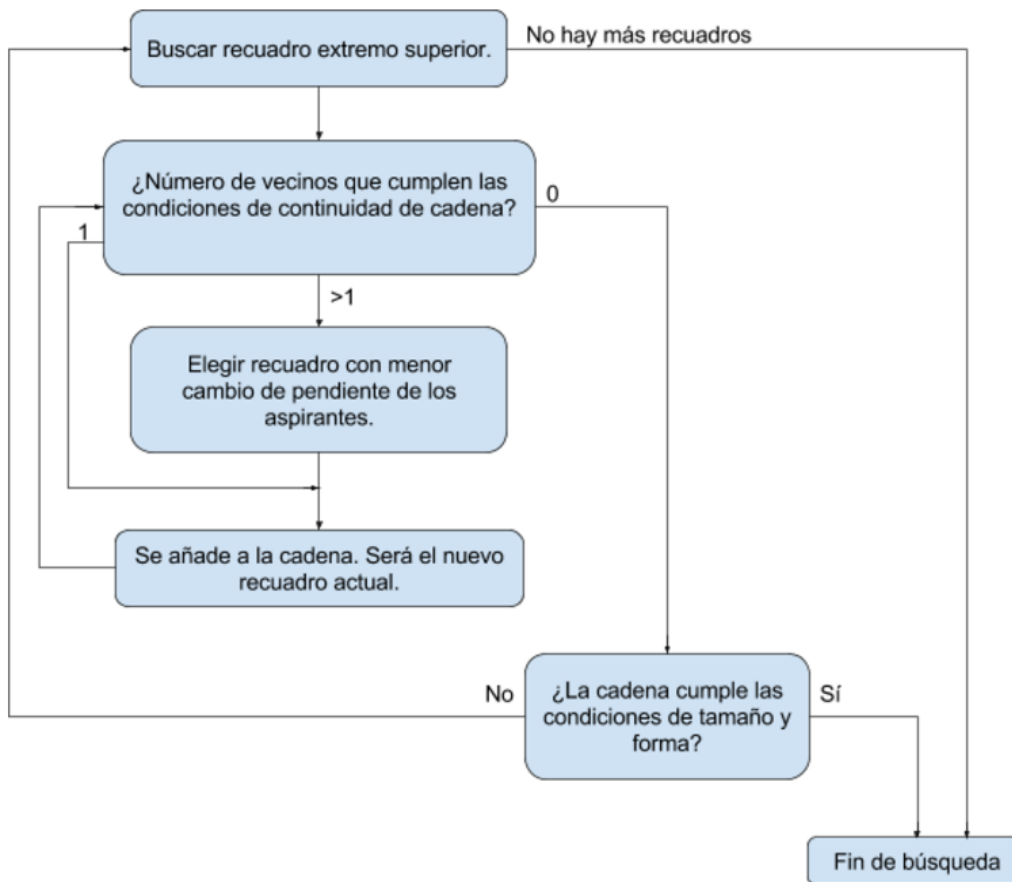 Buscar recuadro extremo superior.
No hay más recuadros
¿Número de vecinos que cumplen las
condiciones de continuidad de cadena?
0
1
>1
Elegir recuadro con menor
cambio de pendiente de los
aspirantes.
Se añade a la cadena. Será el nuevo
recuadro actual.
No
¿La cadena cumple las
condiciones de tamaño y
forma?
Sí
Fin de búsqueda